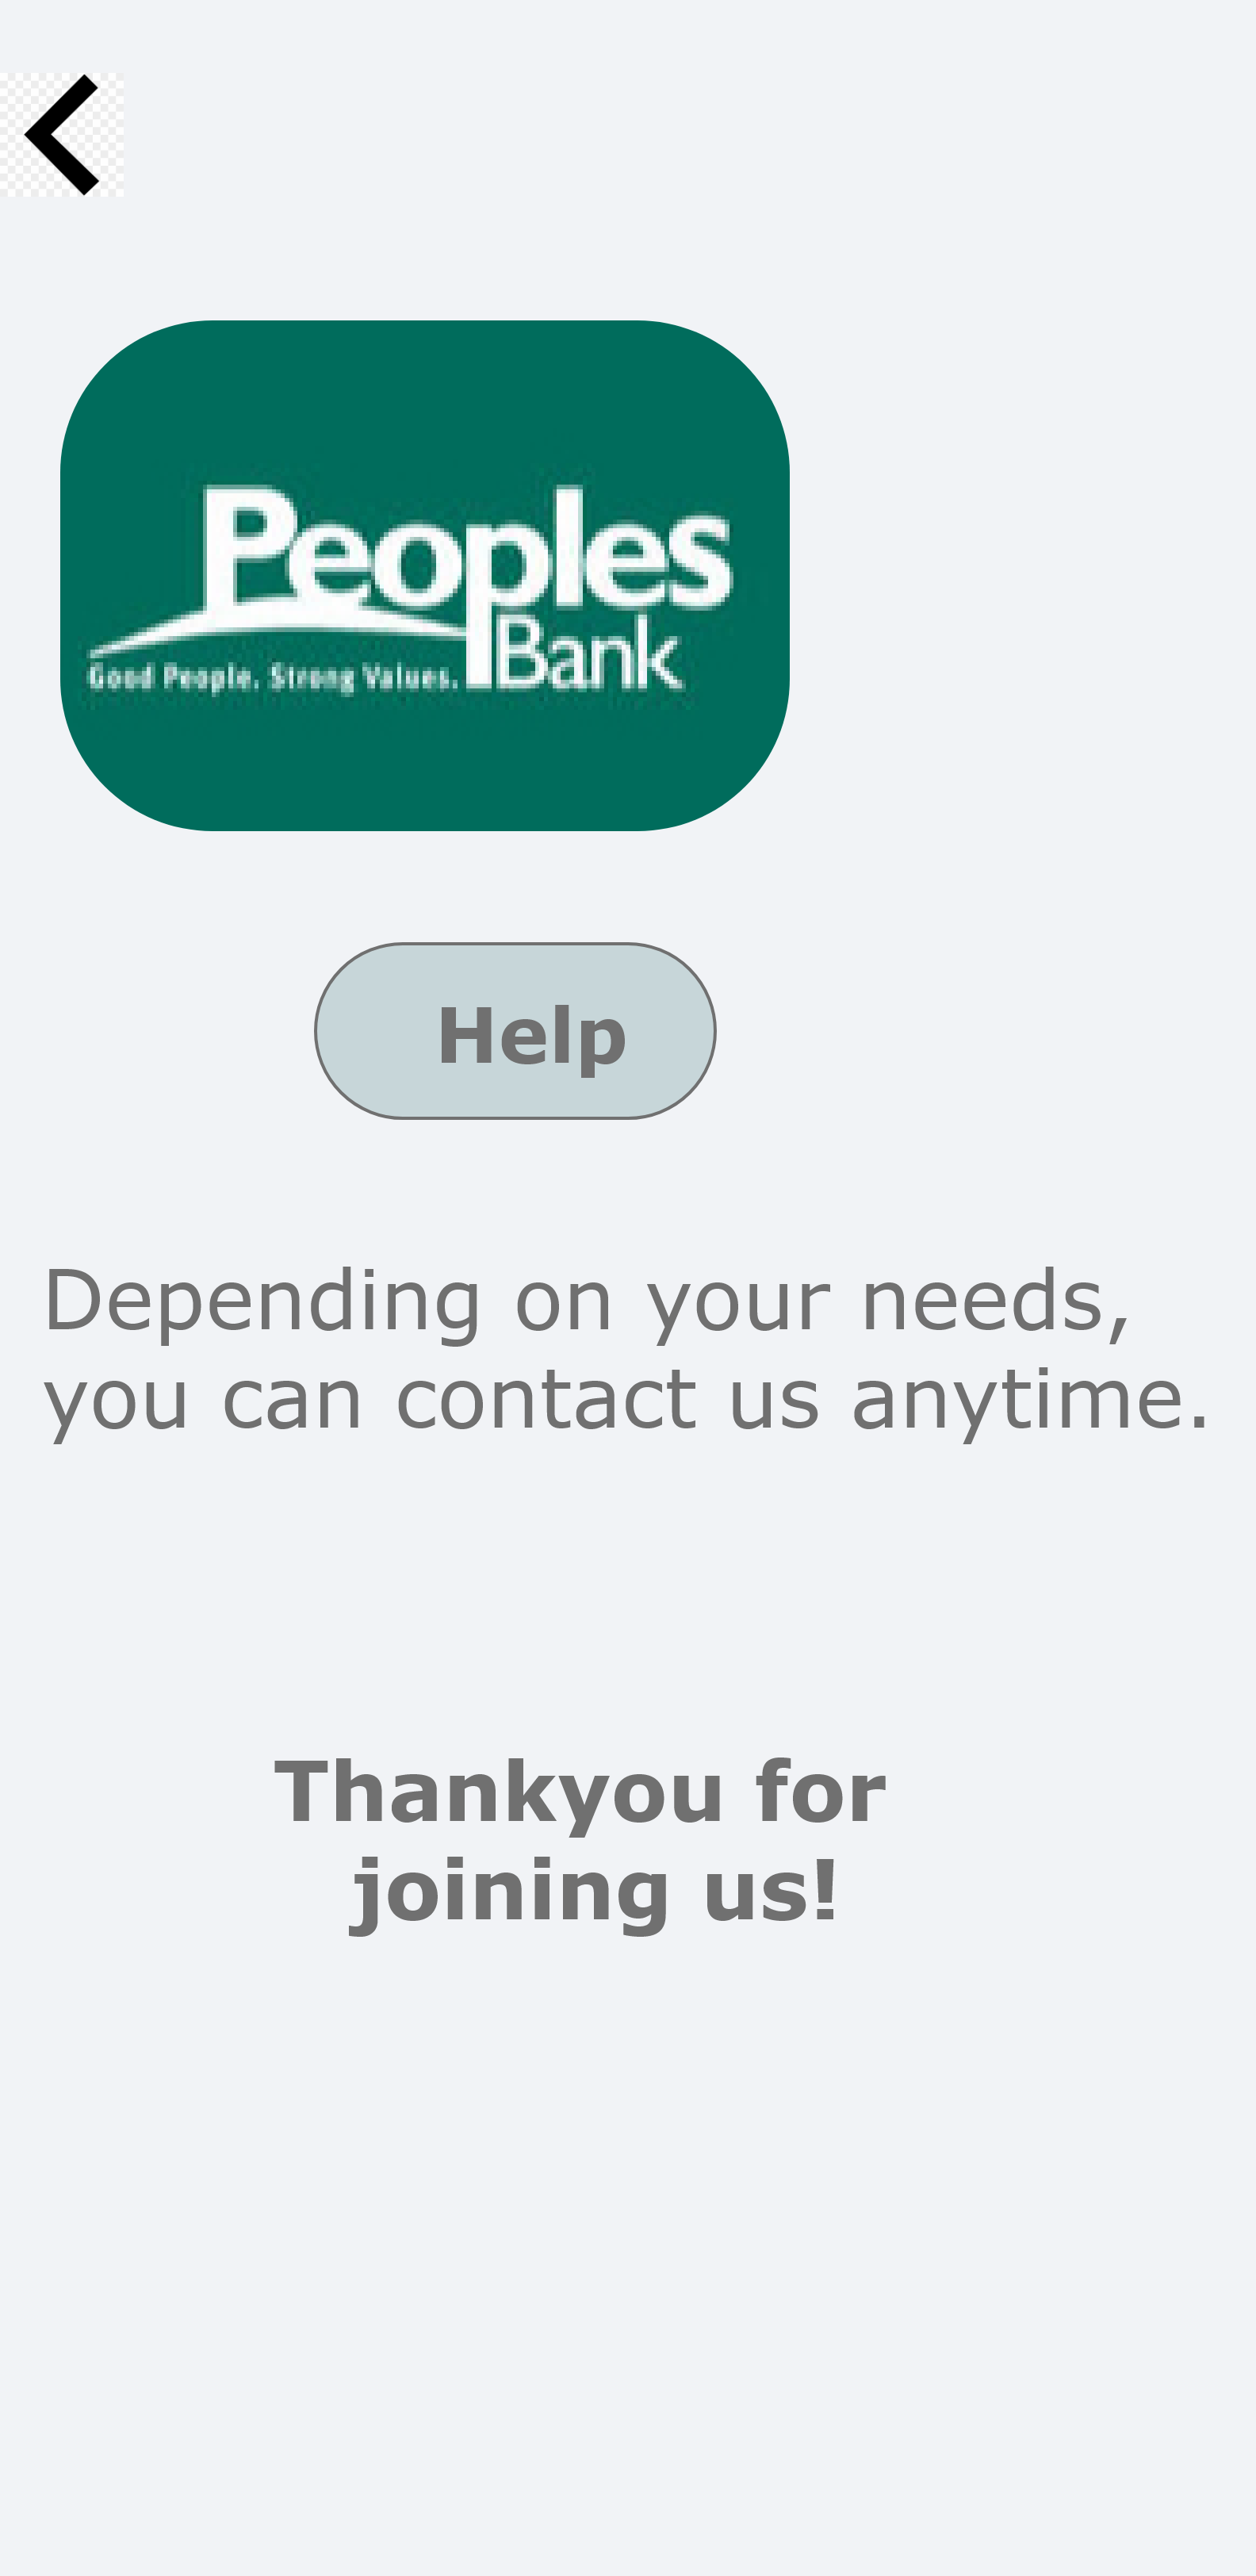 Peoples
Bank
Good People. Strong Values.
Help
Depending on your needs,
you can contact us anytime.
Thankyou for
joining us!